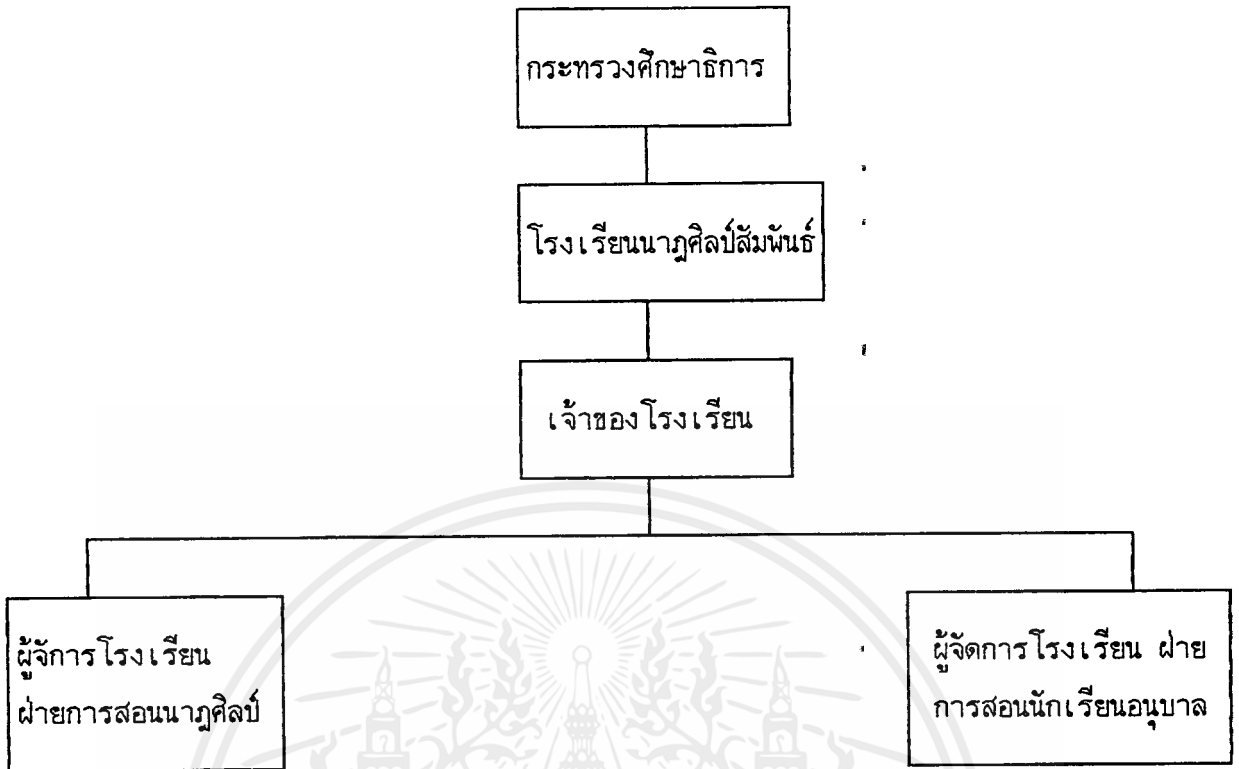 กระทรวงศึกษาธิการ
โรงเรียนนาฏศิลป์สัมพันธ์
เจ้าของโรงเรียน
ผู้จัการโรงเรียน
ฝ่ายการสอนนาฏศิลป์
ผู้จัดการโรงเรียน ฝ่าย
การสอนนักเรียนอนุบาล